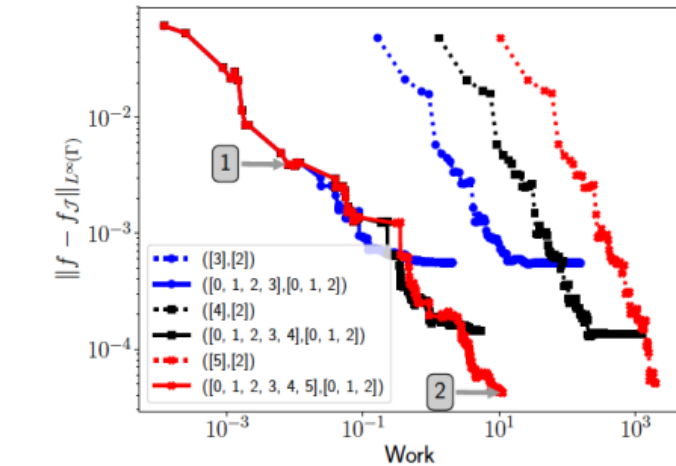 10⁻²
10⁻³
10⁻⁴
‖f − f_𝒥‖_{L^∞(Γ)}
1
([3],[2])
([0, 1, 2, 3],[0, 1, 2])
([4],[2])
([0, 1, 2, 3, 4],[0, 1, 2])
([5],[2])
([0, 1, 2, 3, 4, 5],[0, 1, 2])
2
10⁻³ 10⁻¹ 10¹ 10³
Work